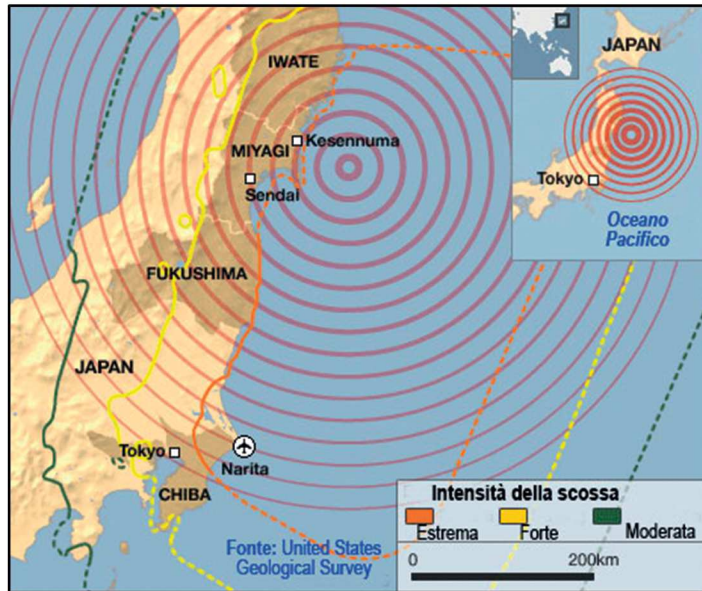 IWATE
Kesennuma
MIYAGI
Sendai
FUKUSHIMA
JAPAN
Tokyo
Narita
CHIBA
JAPAN
Tokyo
Oceano
Pacifico
Fonte: United States
Geological Survey
Intensità della scossa
Estrema Forte Moderata
0 200km